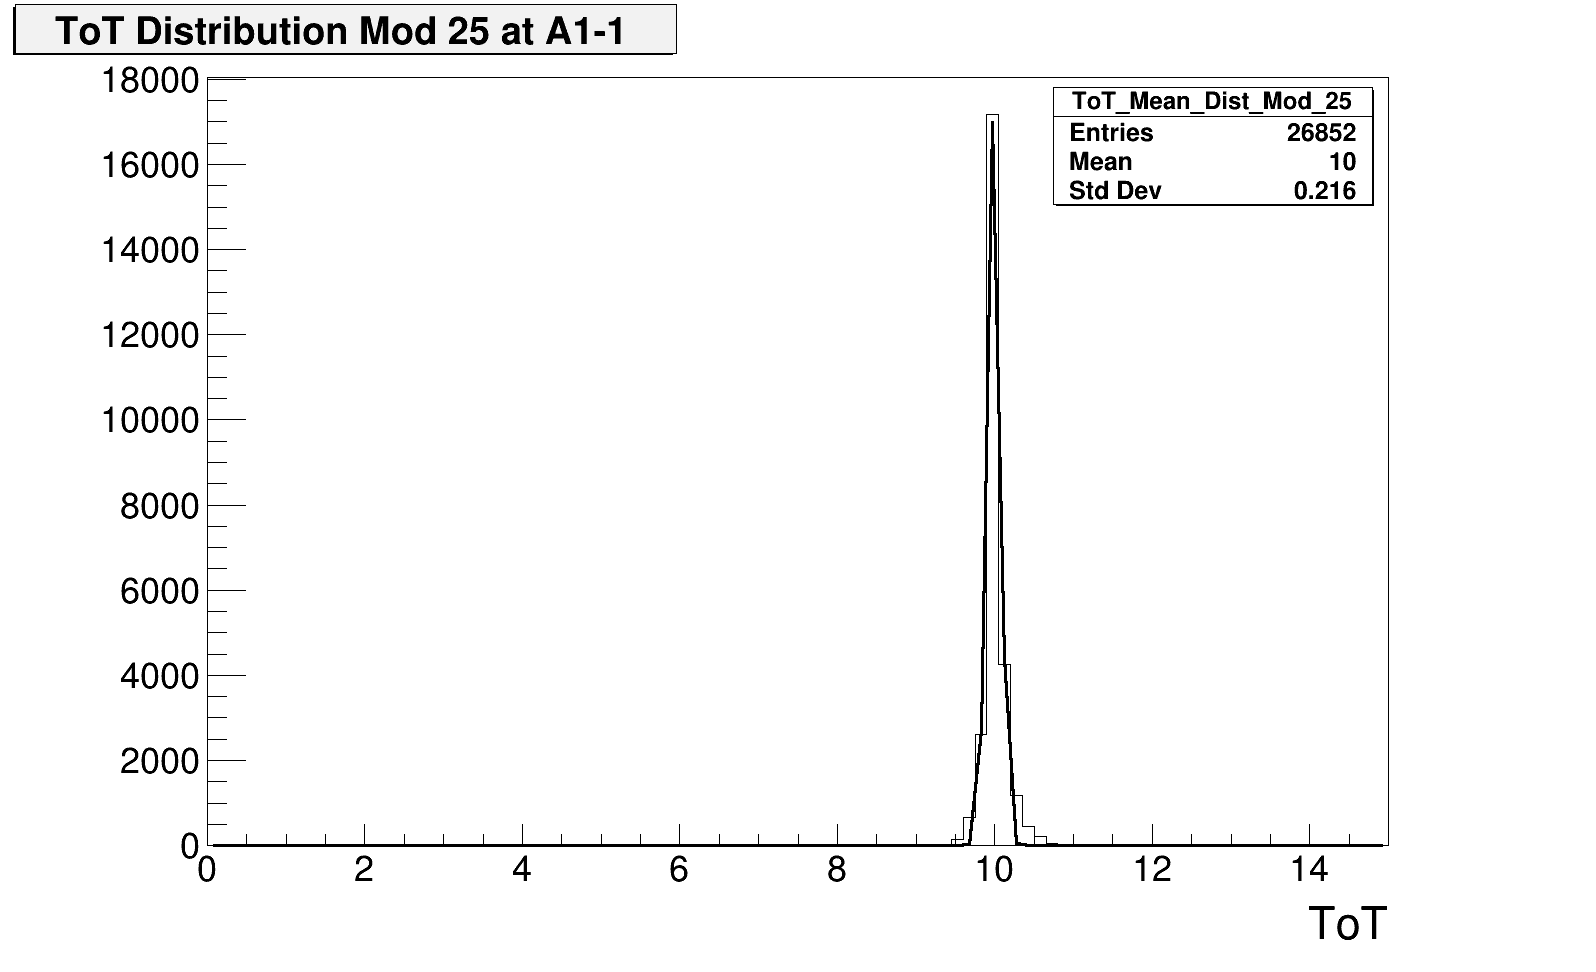 ToT Distribution Mod 25 at A1-1
18000
16000
14000
12000
10000
8000
6000
4000
2000
0
ToT_Mean_Dist_Mod_25
Entries 26852
Mean 10
Std Dev 0.216
0 2 4 6 8 10 12 14
ToT